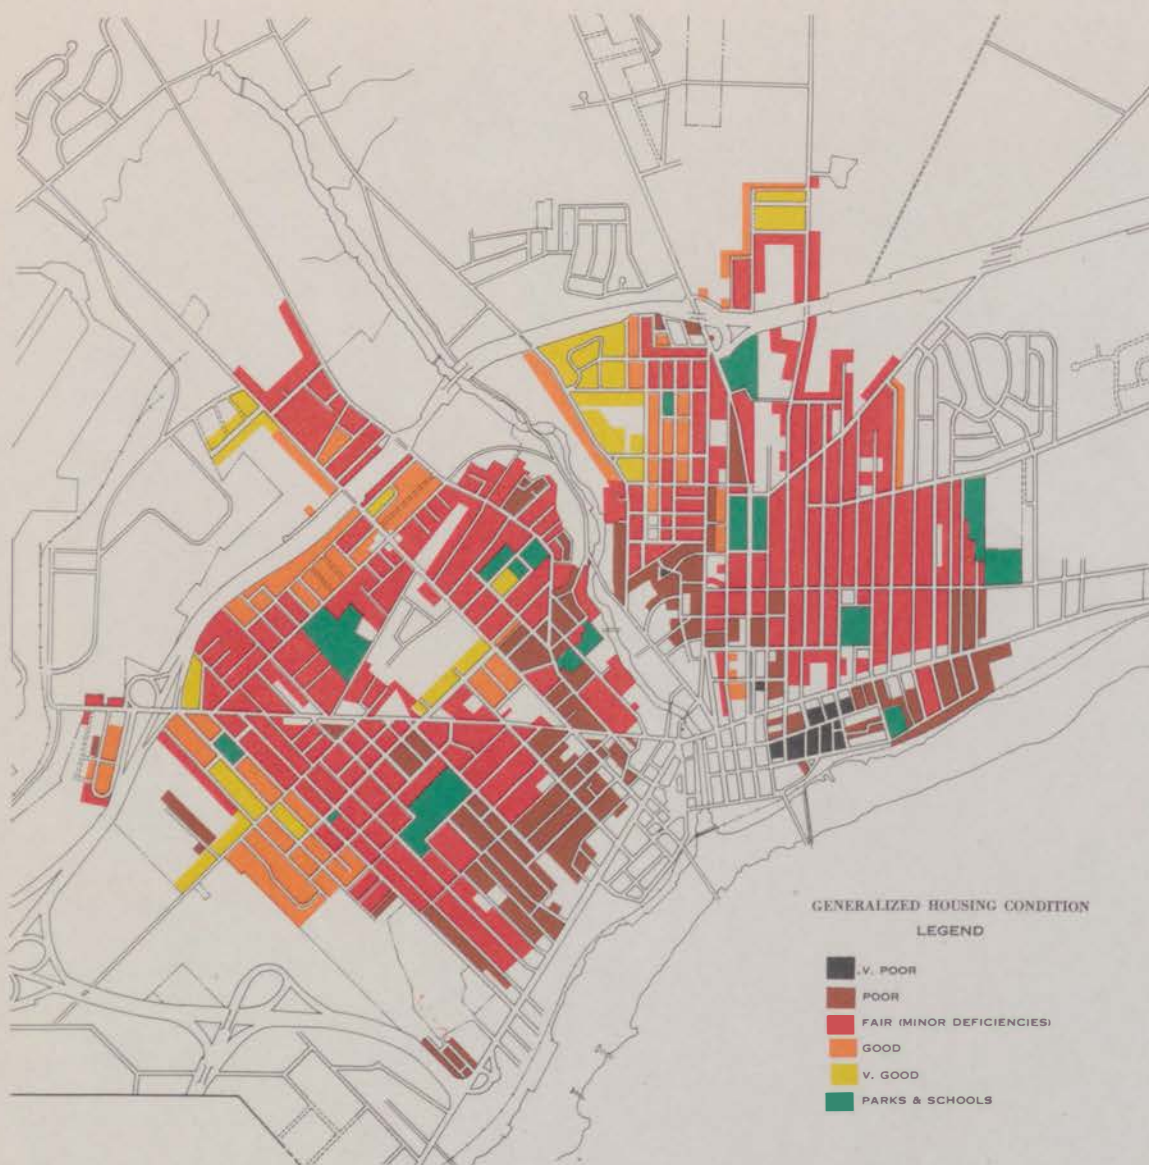 GENERALIZED HOUSING CONDITION
LEGEND
V. POOR
POOR
FAIR (MINOR DEFICIENCIES)
GOOD
V. GOOD
PARKS & SCHOOLS